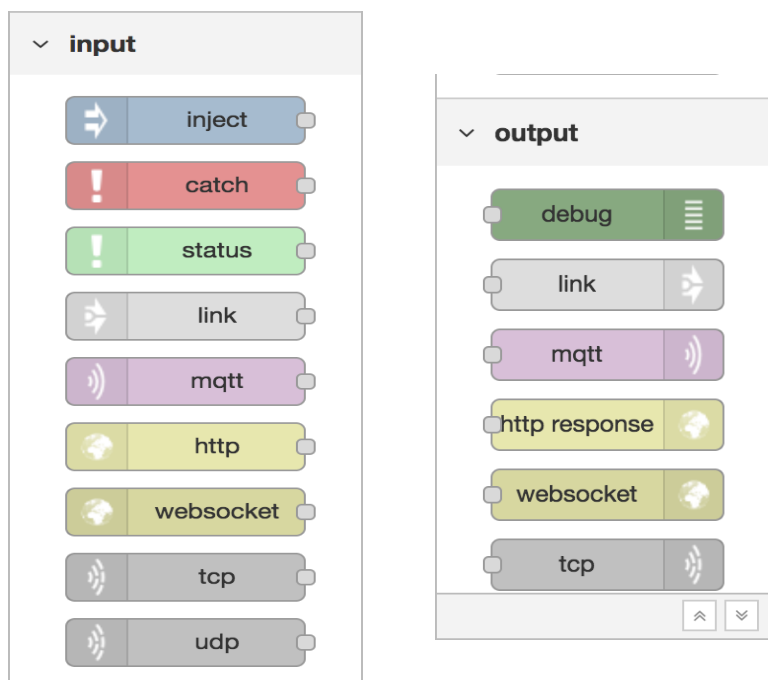 input
inject
catch
status
link
mqtt
http
websocket
tcp
udp
output
debug
link
mqtt
http response
websocket
tcp